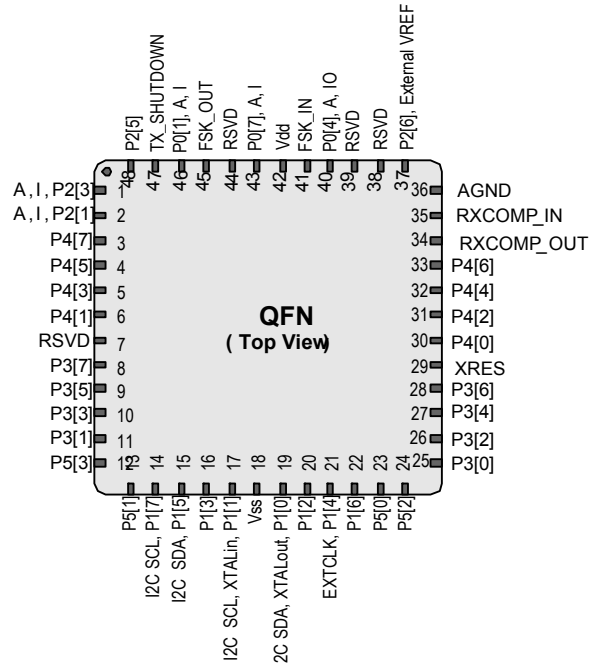 P2[5]
TX_SHUTDOWN
P0[1], A, I
FSK_OUT
RSVD
P0[7], A, I
Vdd
FSK_IN
P0[4], A, IO
RSVD
RSVD
P2[6], External VREF
48
47
46
45
44
43
42
41
40
39
38
37
A, I, P2[3] 1
A, I, P2[1] 2
P4[7] 3
P4[5] 4
P4[3] 5
P4[1] 6
RSVD 7
P3[7] 8
P3[5] 9
P3[3] 10
P3[1] 11
P5[3] 12
QFN
( Top View)
36 AGND
35 RXCOMP_IN
34 RXCOMP_OUT
33 P4[6]
32 P4[4]
31 P4[2]
30 P4[0]
29 XRES
28 P3[6]
27 P3[4]
26 P3[2]
25 P3[0]
13
14
15
16
17
18
19
20
21
22
23
24
P5[1]
I2C SCL, P1[7]
I2C SDA, P1[5]
P1[3]
I2C SCL, XTALin, P1[1]
Vss
2C SDA, XTALout, P1[0]
P1[2]
EXTCLK, P1[4]
P1[6]
P5[0]
P5[2]